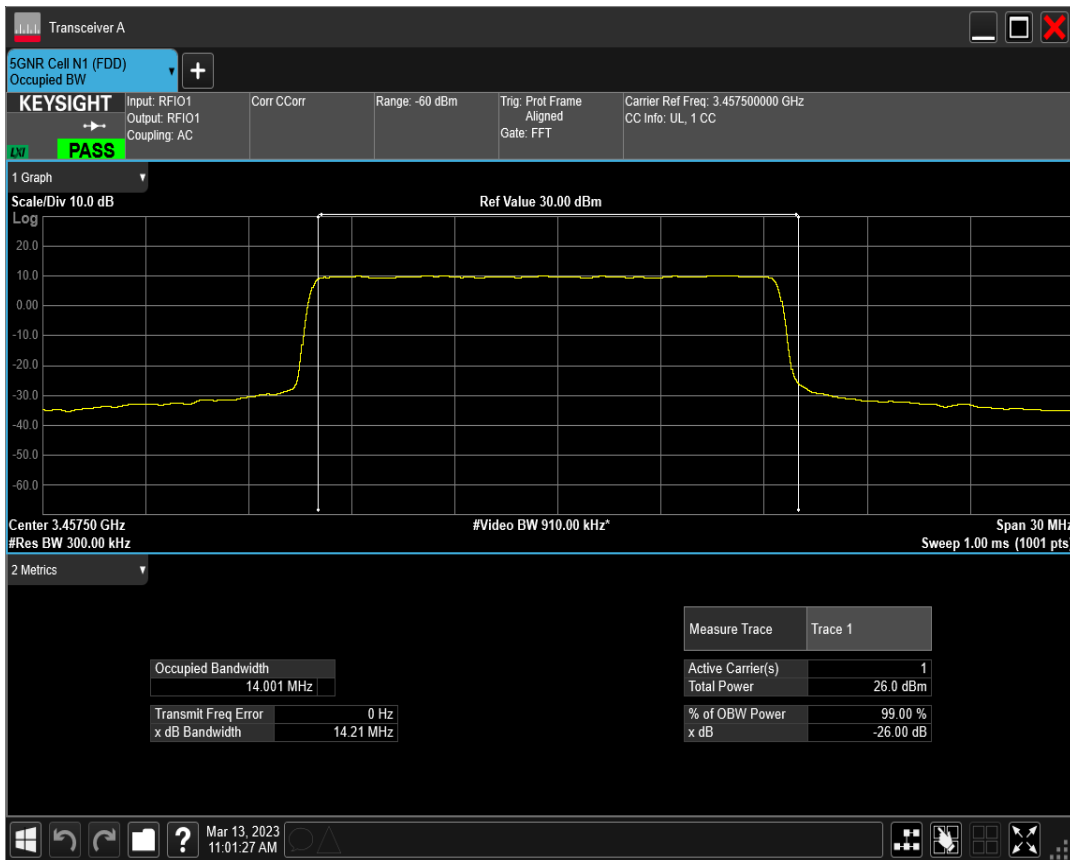 Transceiver A
5GNR Cell N1 (FDD)
Occupied BW
KEYSIGHT
LXI
PASS
Input: RFIO1
Output: RFIO1
Coupling: AC
Corr CCorr
Range: -60 dBm
Trig: Prot Frame
Aligned
Gate: FFT
Carrier Ref Freq: 3.457500000 GHz
CC Info: UL, 1 CC
1 Graph
Scale/Div 10.0 dB
Ref Value 30.00 dBm
Log
20.0
10.0
0.00
-10.0
-20.0
-30.0
-40.0
-50.0
-60.0
Center 3.45750 GHz
#Video BW 910.00 kHz*
Span 30 MHz
#Res BW 300.00 kHz
Sweep 1.00 ms (1001 pts)
2 Metrics
Measure Trace Trace 1
Occupied Bandwidth
14.001 MHz
Active Carrier(s) 1
Total Power 26.0 dBm
Transmit Freq Error 0 Hz
x dB Bandwidth 14.21 MHz
% of OBW Power 99.00 %
x dB -26.00 dB
?
Mar 13, 2023
11:01:27 AM